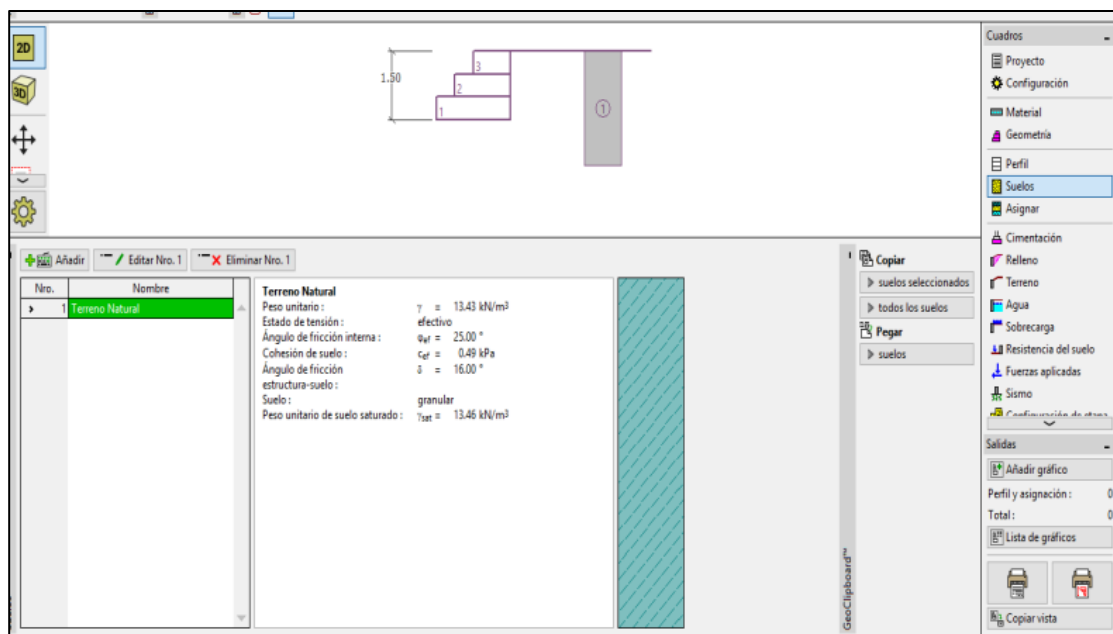 2D
3D
1.50
3
2
1
1
Cuadros
Proyecto
Configuración
Material
Geometría
Perfil
Suelos
Asignar
Cimentación
Relleno
Terreno
Agua
Sobrecarga
Resistencia del suelo
Fuerzas aplicadas
Sismo
Configuración de etapa
Salidas
Añadir gráfico
Perfil y asignación : 0
Total : 0
Lista de gráficos
Copiar vista
Añadir Editar Nro. 1 Eliminar Nro. 1
Nro. Nombre
1 Terreno Natural
Terreno Natural
Peso unitario : γ = 13.43 kN/m³
Estado de tensión : efectivo
Ángulo de fricción interna : φef = 25.00 °
Cohesión de suelo : cef = 0.49 kPa
Ángulo de fricción δ = 16.00 °
estructura-suelo :
Suelo : granular
Peso unitario de suelo saturado : γsat = 13.46 kN/m³
GeoClipboard™
Copiar
suelos seleccionados
todos los suelos
Pegar
suelos